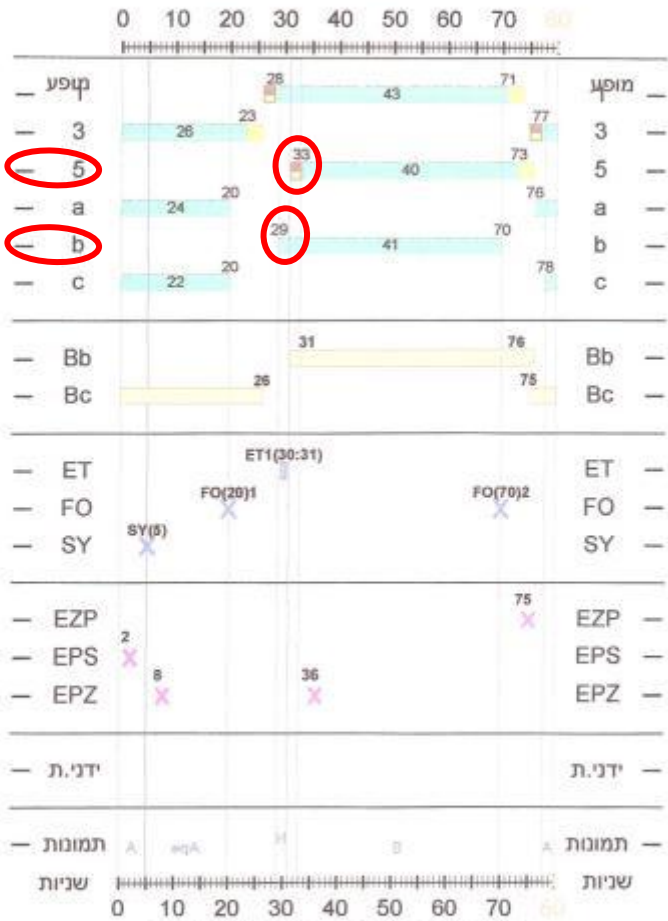 0 10 20 30 40 50 60 70 80
מופע 1 28 43 71 1 מופע
3 26 23 77 3
5 33 40 73 5
a 24 20 76 a
b 29 41 70 b
c 22 20 78 c
Bb 31 76 Bb
Bc 26 75 Bc
ET ET1(30:31) ET
FO FO(20)1 FO(70)2 FO
SY SY(5) SY
EZP 75 EZP
EPS 2 EPS
EPZ 8 36 EPZ
ידני.ת ידני.ת
תמונות A eqA H B A תמונות
שניות שניות
0 10 20 30 40 50 60 70 80